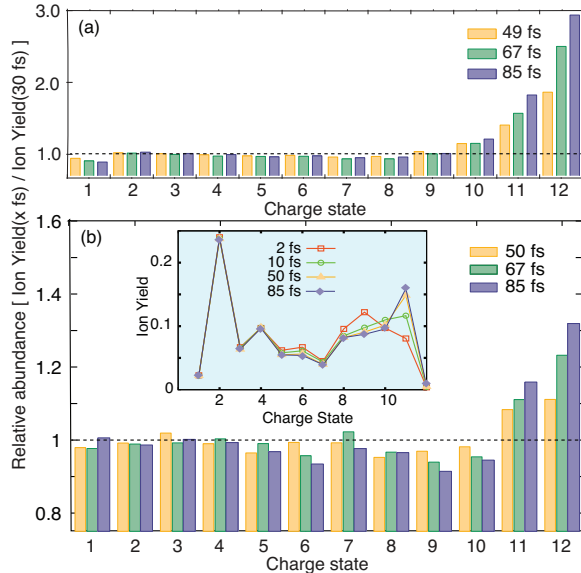 Relative abundance [ Ion Yield(x fs) / Ion Yield(30 fs) ]
(a)
3.0
2.0
1.0
49 fs
67 fs
85 fs
1 2 3 4 5 6 7 8 9 10 11 12
Charge state
(b)
1.6
1.4
1.2
1
0.8
50 fs
67 fs
85 fs
Ion Yield
0.2
0.1
0
2 fs
10 fs
50 fs
85 fs
2 4 6 8 10
Charge State
1 2 3 4 5 6 7 8 9 10 11 12
Charge state